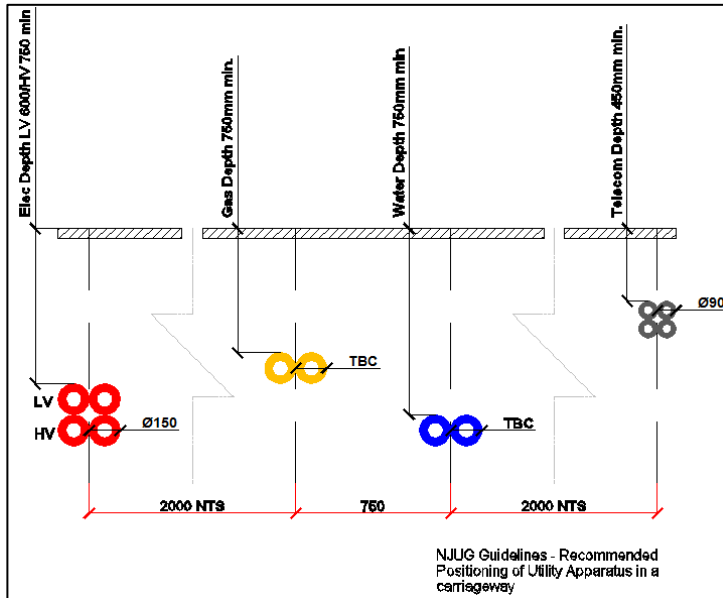 Elec Depth LV 600/HV 750 min.
Gas Depth 750mm min.
Water Depth 750mm min
Telecom Depth 450mm min.
Ø90
TBC
LV
HV
Ø150
TBC
2000 NTS
750
2000 NTS
NJUG Guidelines - Recommended
Positioning of Utility Apparatus in a
carriageway